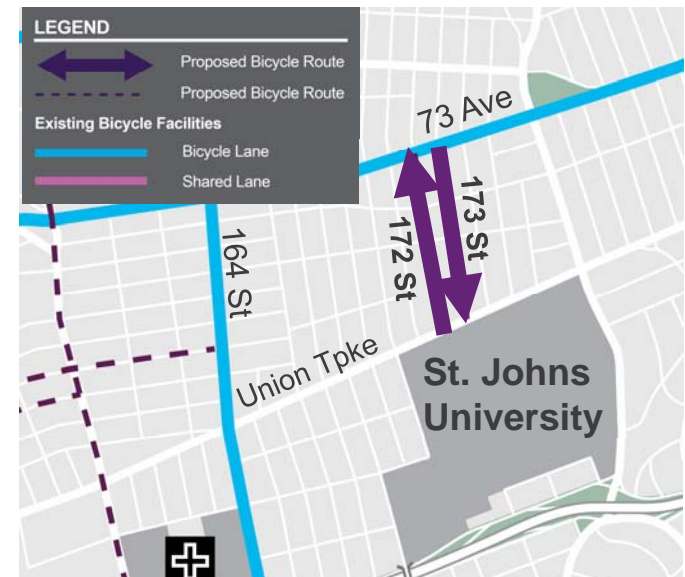 LEGEND
Proposed Bicycle Route
Proposed Bicycle Route
Existing Bicycle Facilities
Bicycle Lane
Shared Lane
73 Ave
173 St
172 St
164 St
Union Tpke
St. Johns
University